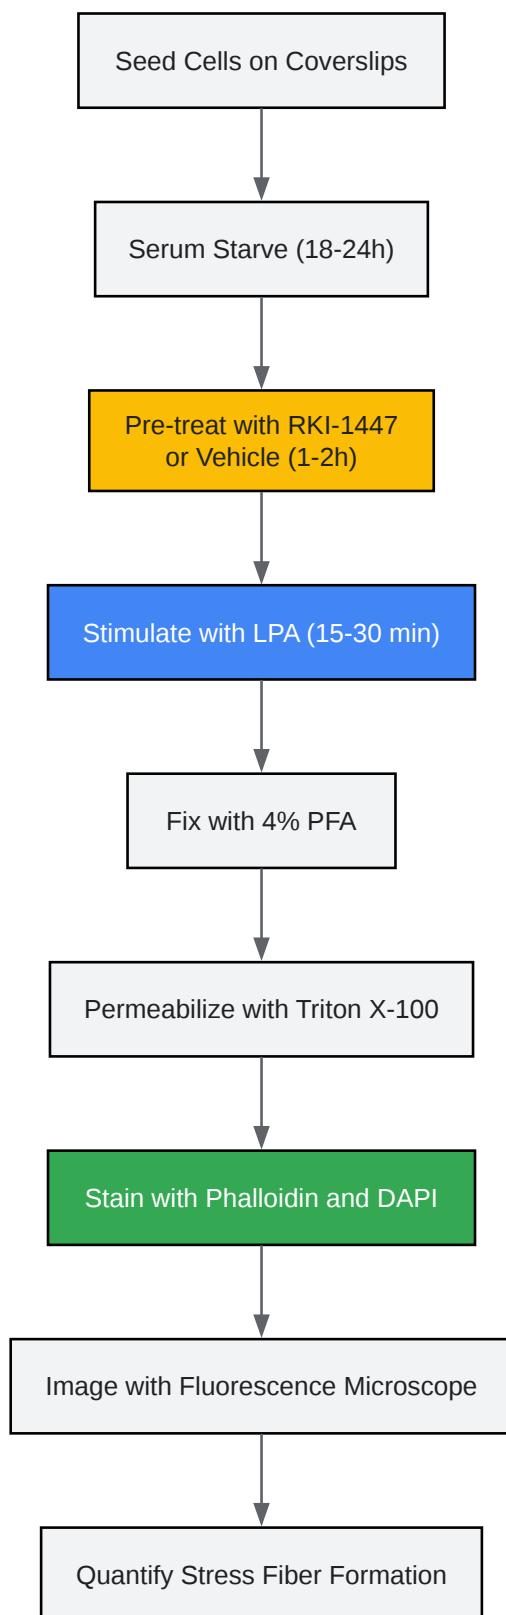 Seed Cells on Coverslips
Serum Starve (18-24h)
Pre-treat with RKI-1447
or Vehicle (1-2h)
Stimulate with LPA (15-30 min)
Fix with 4% PFA
Permeabilize with Triton X-100
Stain with Phalloidin and DAPI
Image with Fluorescence Microscope
Quantify Stress Fiber Formation